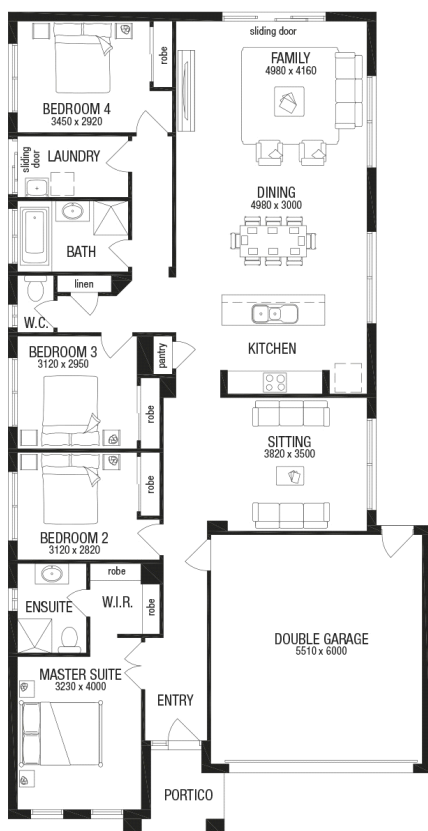 sliding door
FAMILY
4980 x 4160
robe
BEDROOM 4
3450 x 2920
sliding
door
LAUNDRY
DINING
4980 x 3000
BATH
linen
W.C.
KITCHEN
BEDROOM 3
3120 x 2950
pantry
robe
SITTING
3820 x 3500
robe
BEDROOM 2
3120 x 2820
robe
ENSUITE
W.I.R.
robe
DOUBLE GARAGE
5510 x 6000
MASTER SUITE
3230 x 4000
ENTRY
PORTICO